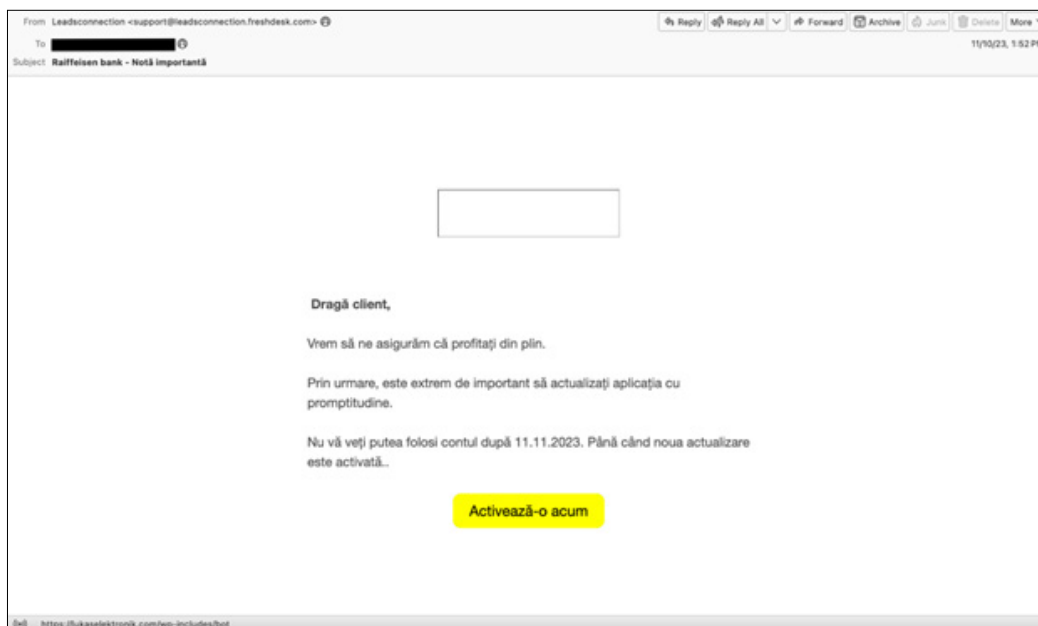 From Leadsconnection <support@leadsconnection.freshdesk.com>
Reply Reply All Forward Archive Junk Delete More
To
11/10/23, 1:52 PM
Subject Raiffeisen bank - Notă importantă
Dragă client,
Vrem să ne asigurăm că profitați din plin.
Prin urmare, este extrem de important să actualizați aplicația cu
promptitudine.
Nu vă veți putea folosi contul după 11.11.2023. Până când noua actualizare
este activată..
Activează-o acum
https://lukaselektronik.com/wp-includes/bot